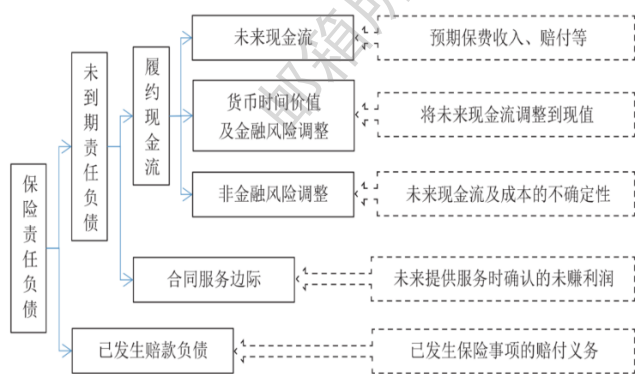 保险责任负债
未到期责任负债
履约现金流
未来现金流
预期保费收入、赔付等
货币时间价值
及金融风险调整
将未来现金流调整到现值
非金融风险调整
未来现金流及成本的不确定性
合同服务边际
未来提供服务时确认的未赚利润
已发生赔款负债
已发生保险事项的赔付义务